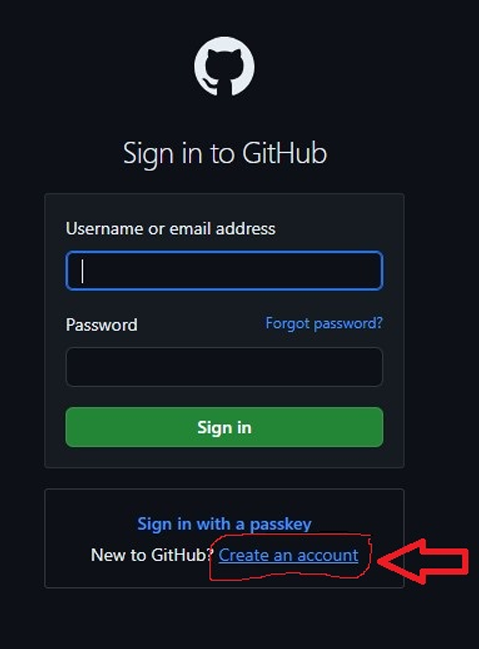 Sign in to GitHub
Username or email address
Password Forgot password?
Sign in
Sign in with a passkey
New to GitHub? Create an account